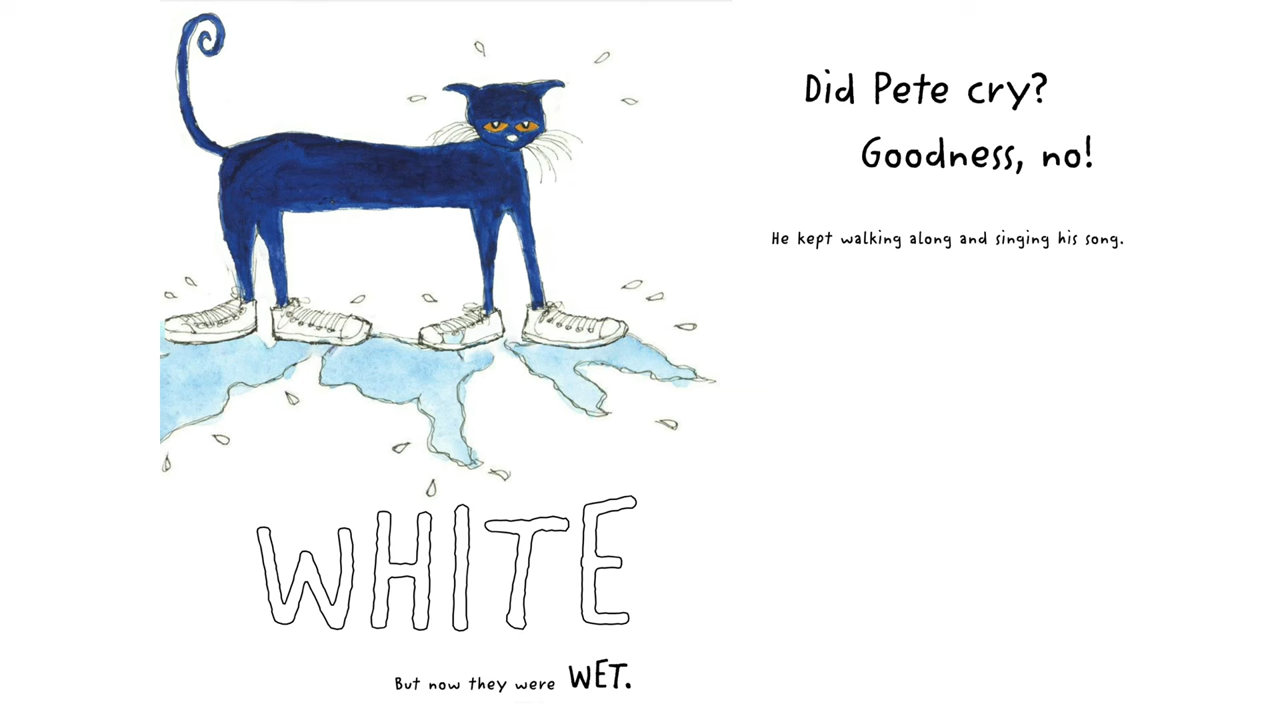 WHITE
But now they were WET.
Did Pete cry?
Goodness, no!
He kept walking along and singing his song.